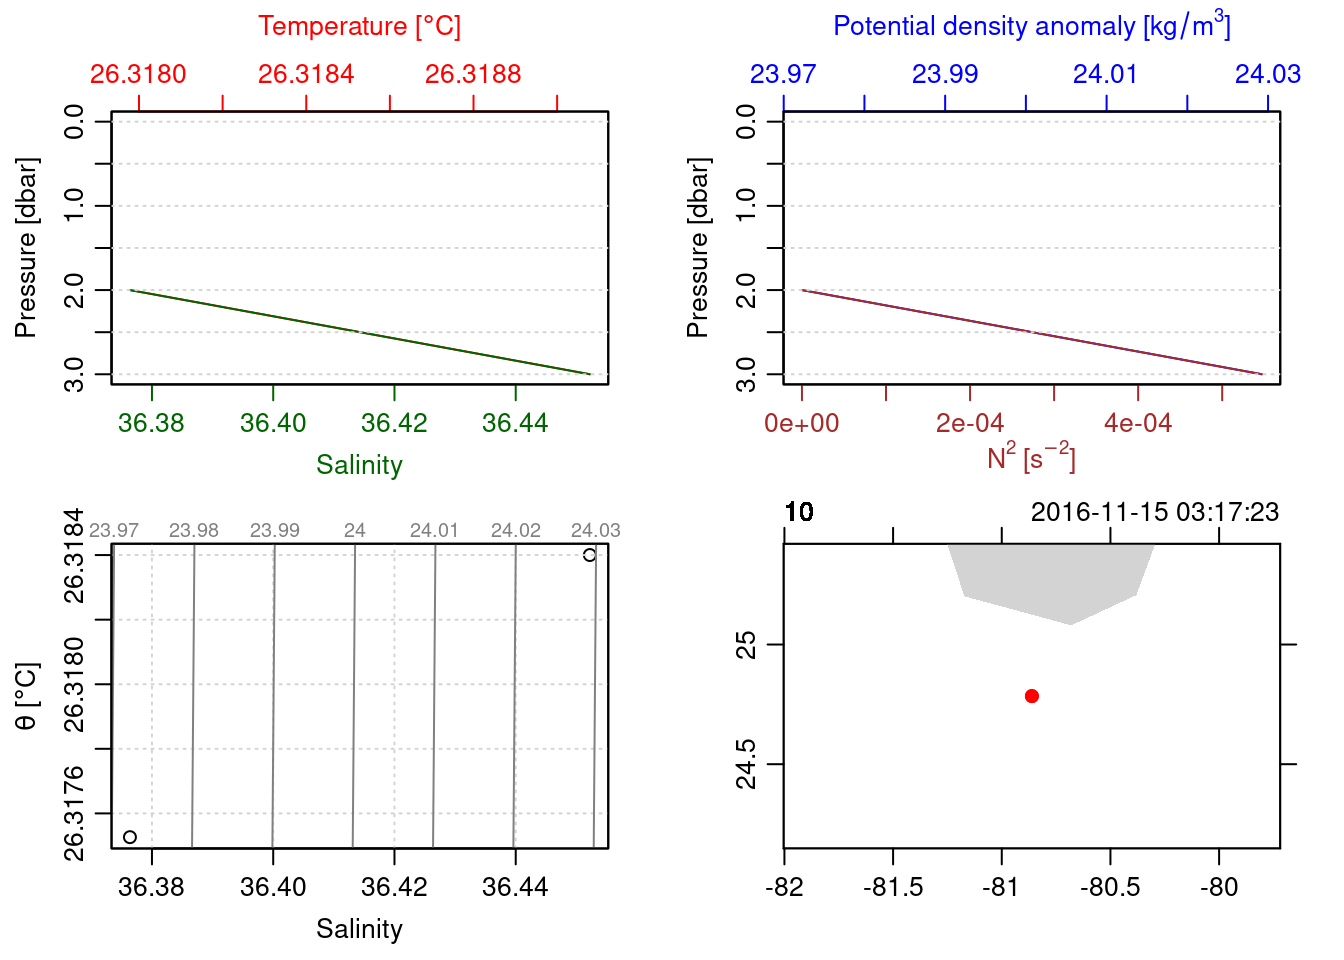 Temperature [°C]
26.3180 26.3184 26.3188
0.0
1.0
2.0
3.0
Pressure [dbar]
36.38 36.40 36.42 36.44
Salinity
Potential density anomaly [kg/m³]
23.97 23.99 24.01 24.03
0.0
1.0
2.0
3.0
Pressure [dbar]
0e+00 2e-04 4e-04
N² [s⁻²]
23.97 23.98 23.99 24 24.01 24.02 24.03
26.3184
26.3180
26.3176
θ [°C]
36.38 36.40 36.42 36.44
Salinity
10 2016-11-15 03:17:23
25
24.5
-82 -81.5 -81 -80.5 -80